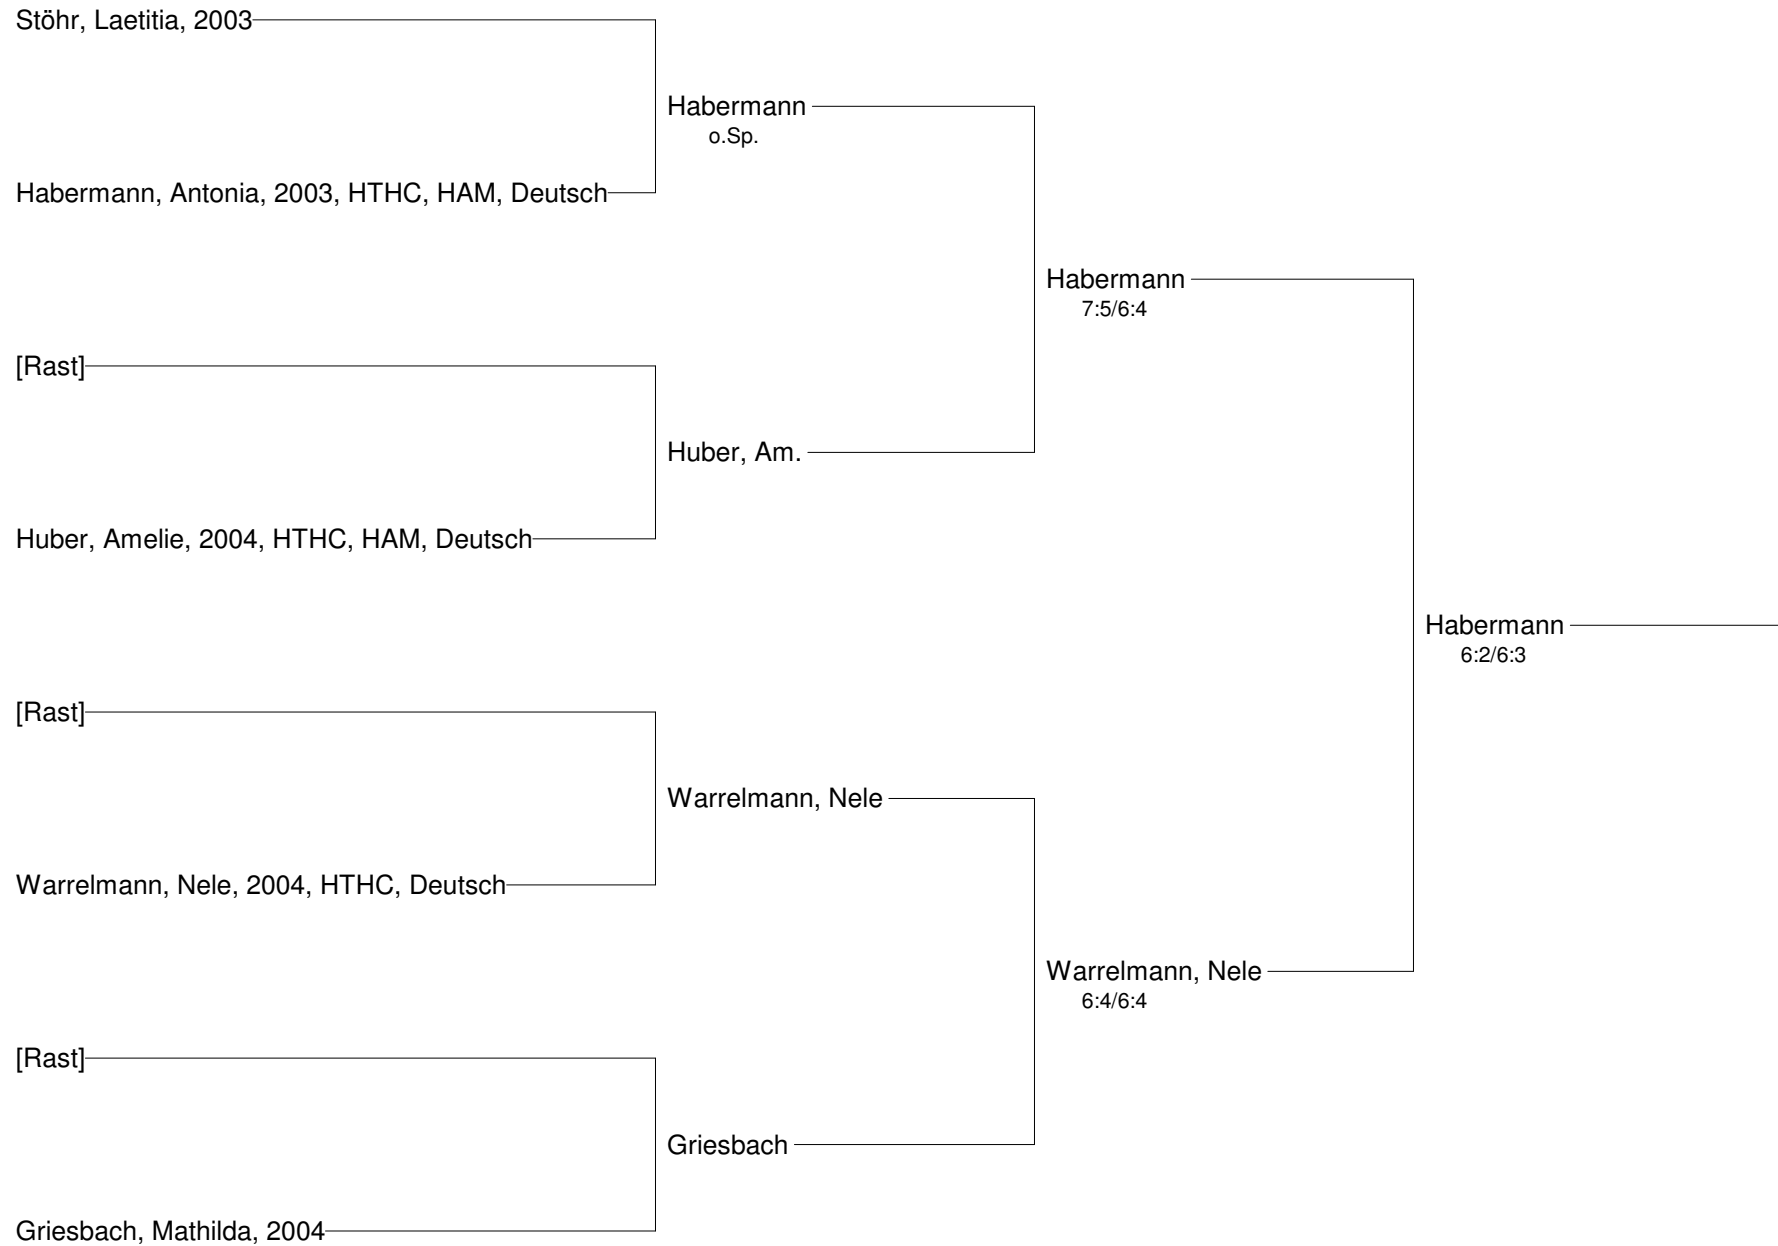 Stöhr, Laetitia, 2003
Habermann
o.Sp.
Habermann, Antonia, 2003, HTHC, HAM, Deutsch
Habermann
7:5/6:4
[Rast]
Huber, Am.
Huber, Amelie, 2004, HTHC, HAM, Deutsch
Habermann
6:2/6:3
[Rast]
Warrelmann, Nele
Warrelmann, Nele, 2004, HTHC, Deutsch
Warrelmann, Nele
6:4/6:4
[Rast]
Griesbach
Griesbach, Mathilda, 2004